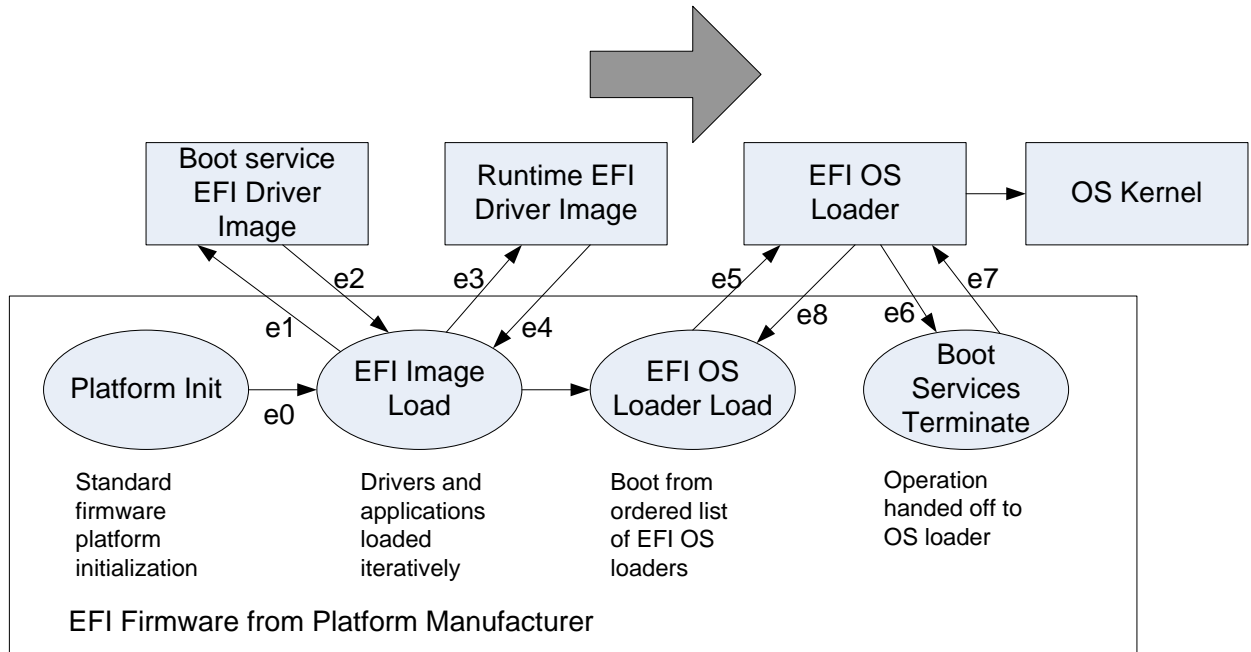 Boot service
EFI Driver
Image
Runtime EFI
Driver Image
EFI OS
Loader
OS Kernel
e1
e2
e3
e4
e5
e8
e6
e7
Platform Init
e0
EFI Image
Load
EFI OS
Loader Load
Boot
Services
Terminate
Standard
firmware
platform
initialization
Drivers and
applications
loaded
iteratively
Boot from
ordered list
of EFI OS
loaders
Operation
handed off to
OS loader
EFI Firmware from Platform Manufacturer